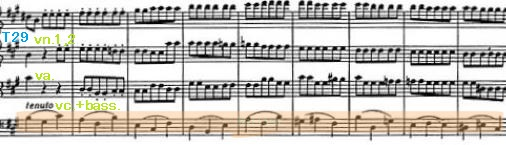 T29 vn.1,2
va.
tenuto
vc +bass.